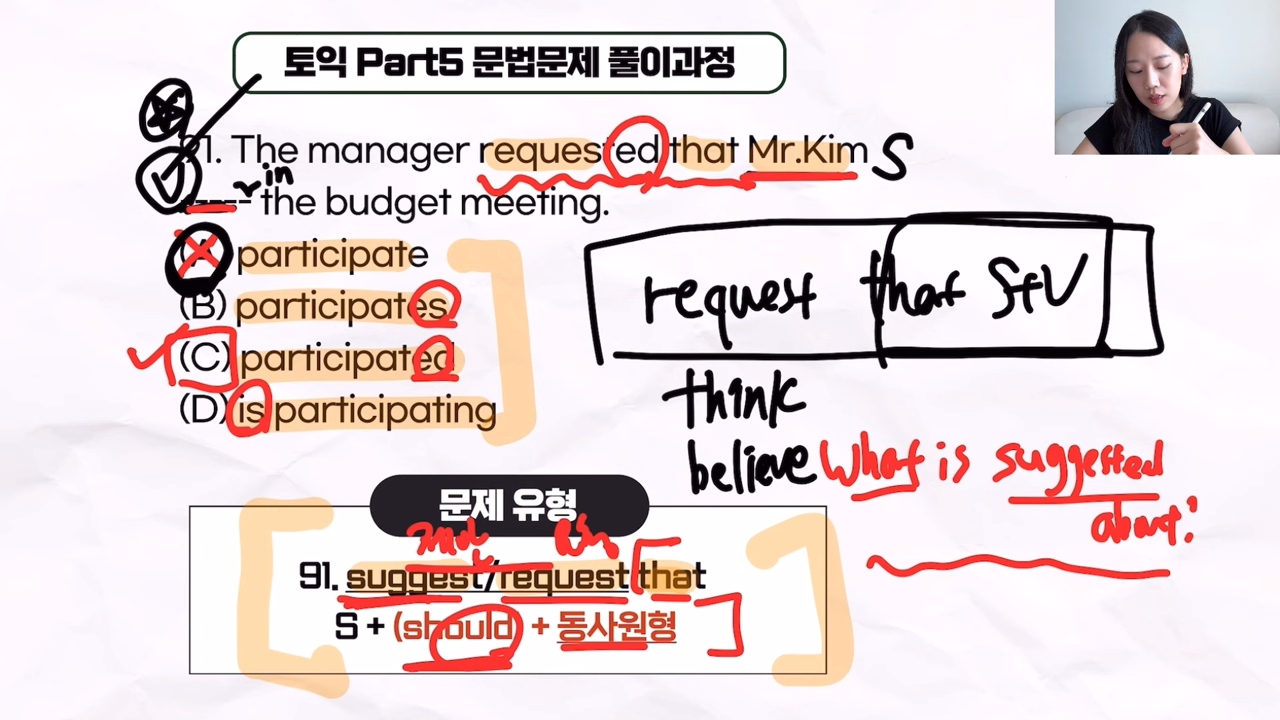 토익 Part5 문법문제 풀이과정
91. The manager requested that Mr.Kim S
----- in the budget meeting.
(A) participate
(B) participates
(C) participated
(D) is participating
request that S+V
think
believe
What is suggested
about?
문제 유형
91. suggest/request that
S + (should) + 동사원형